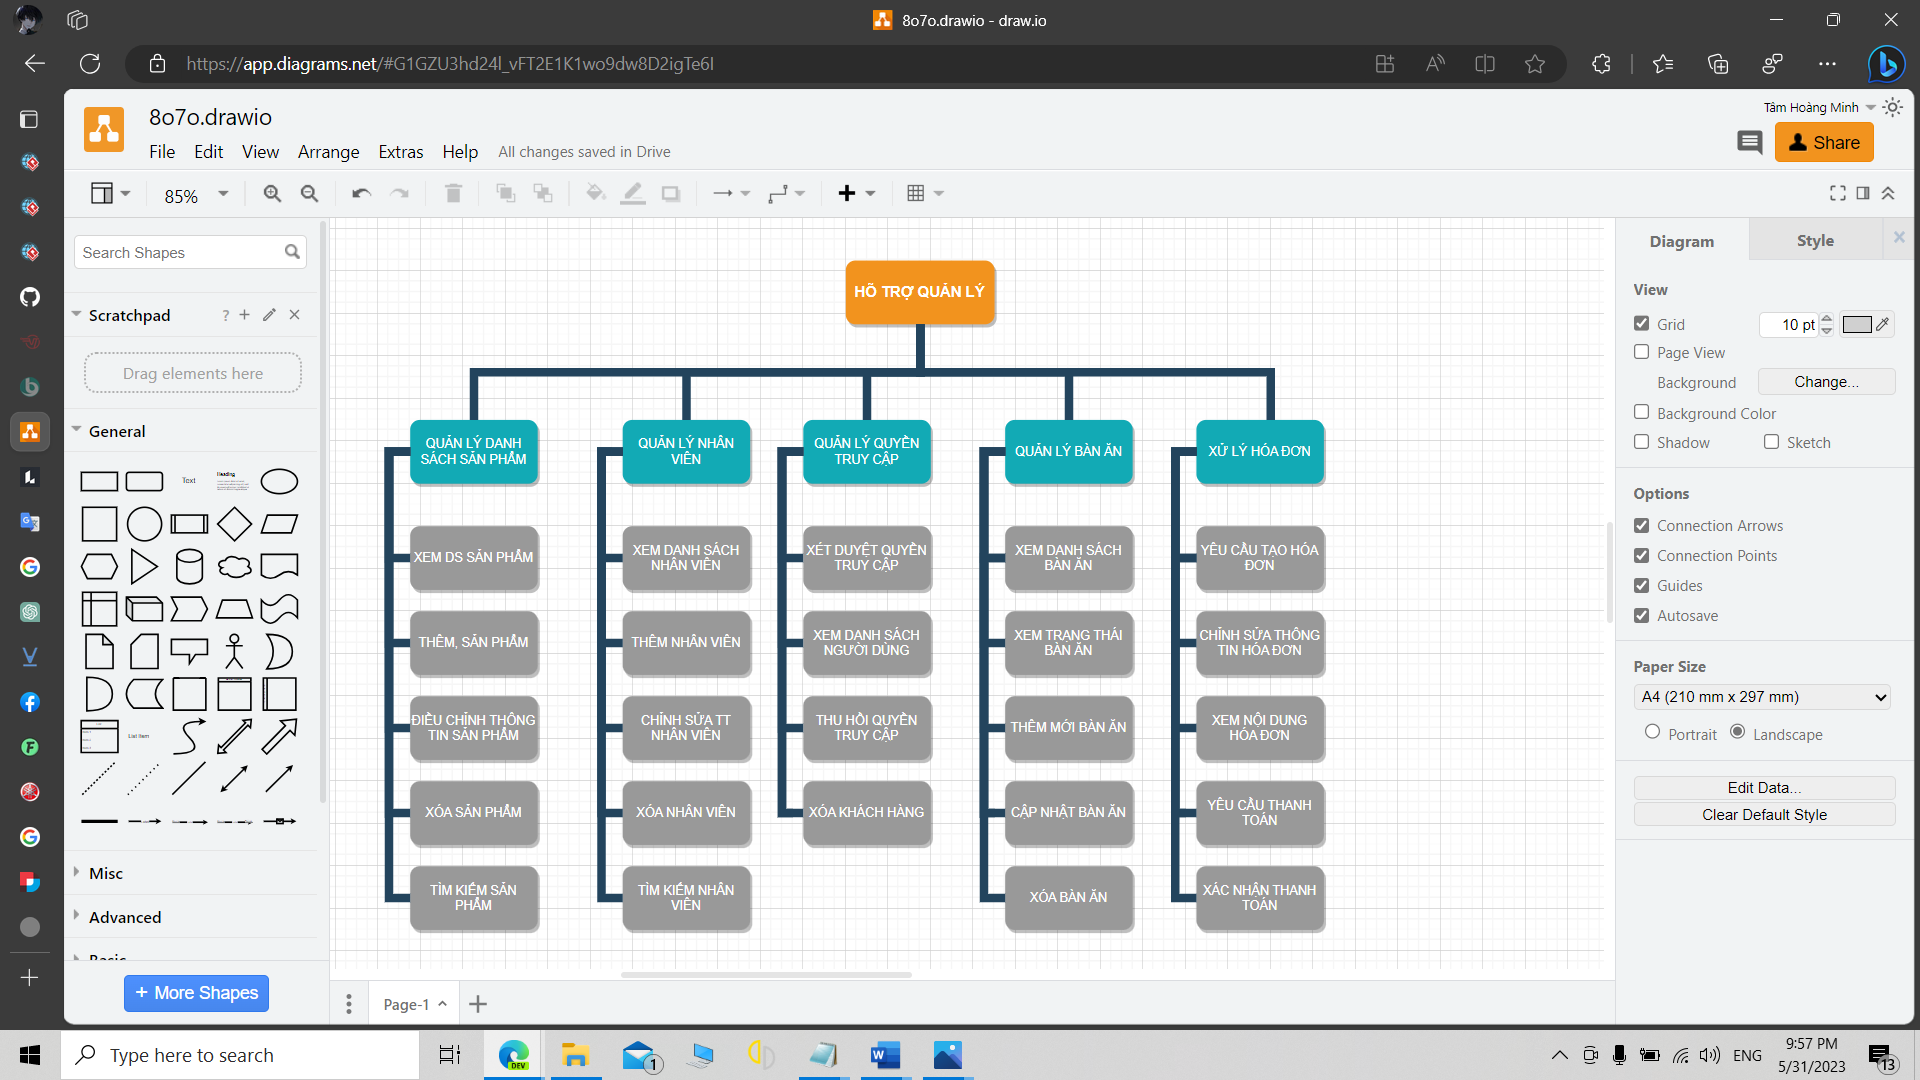 8o7o.drawio - draw.io
https://app.diagrams.net/#G1GZU3hd24l_vFT2E1K1wo9dw8D2igTe6I
8o7o.drawio
Tâm Hoàng Minh
File Edit View Arrange Extras Help All changes saved in Drive
Share
85%
Search Shapes
Scratchpad
?
Drag elements here
General
Text
Heading
List Item
Misc
Advanced
Basic
+ More Shapes
HỖ TRỢ QUẢN LÝ
QUẢN LÝ DANH
SÁCH SẢN PHẨM
XEM DS SẢN PHẨM
THÊM, SẢN PHẨM
ĐIỀU CHỈNH THÔNG
TIN SẢN PHẨM
XÓA SẢN PHẨM
TÌM KIẾM SẢN
PHẨM
QUẢN LÝ NHÂN
VIÊN
XEM DANH SÁCH
NHÂN VIÊN
THÊM NHÂN VIÊN
CHỈNH SỬA TT
NHÂN VIÊN
XÓA NHÂN VIÊN
TÌM KIẾM NHÂN
VIÊN
QUẢN LÝ QUYỀN
TRUY CẬP
XÉT DUYỆT QUYỀN
TRUY CẬP
XEM DANH SÁCH
NGƯỜI DÙNG
THU HỒI QUYỀN
TRUY CẬP
XÓA KHÁCH HÀNG
QUẢN LÝ BÀN ĂN
XEM DANH SÁCH
BÀN ĂN
XEM TRẠNG THÁI
BÀN ĂN
THÊM MỚI BÀN ĂN
CẬP NHẬT BÀN ĂN
XÓA BÀN ĂN
XỬ LÝ HÓA ĐƠN
YÊU CẦU TẠO HÓA
ĐƠN
CHỈNH SỬA THÔNG
TIN HÓA ĐƠN
XEM NỘI DUNG
HÓA ĐƠN
YÊU CẦU THANH
TOÁN
XÁC NHẬN THANH
TOÁN
Page-1
Diagram Style
View
Grid 10 pt
Page View
Background Change...
Background Color
Shadow Sketch
Options
Connection Arrows
Connection Points
Guides
Autosave
Paper Size
A4 (210 mm x 297 mm)
Portrait Landscape
Edit Data...
Clear Default Style
Type here to search
DEV
1
ENG
9:57 PM
5/31/2023
13